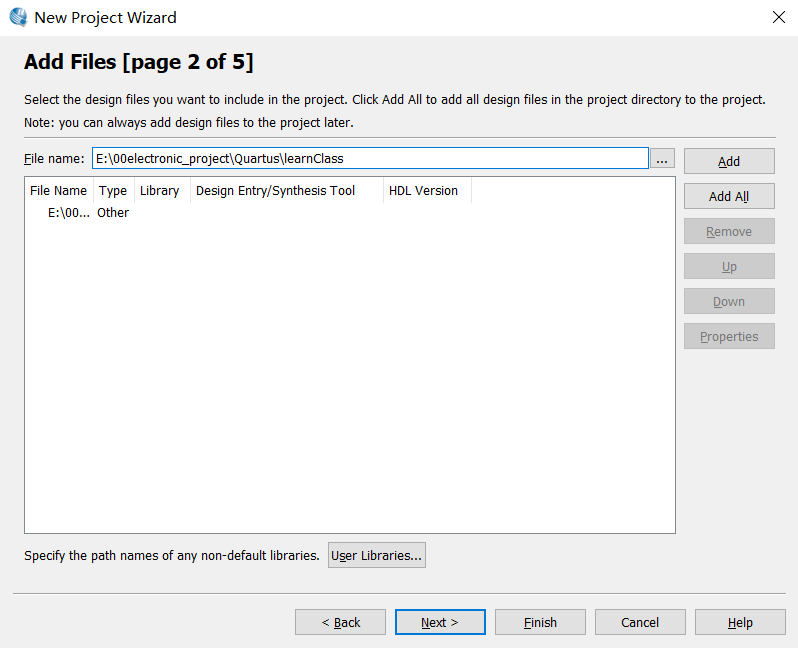 New Project Wizard
Add Files [page 2 of 5]
Select the design files you want to include in the project. Click Add All to add all design files in the project directory to the project.
Note: you can always add design files to the project later.
File name: E:\00electronic_project\Quartus\learnClass ... Add
File Name Type Library Design Entry/Synthesis Tool HDL Version Add All
E:\00... Other
Remove
Up
Down
Properties
Specify the path names of any non-default libraries. User Libraries...
< Back Next > Finish Cancel Help